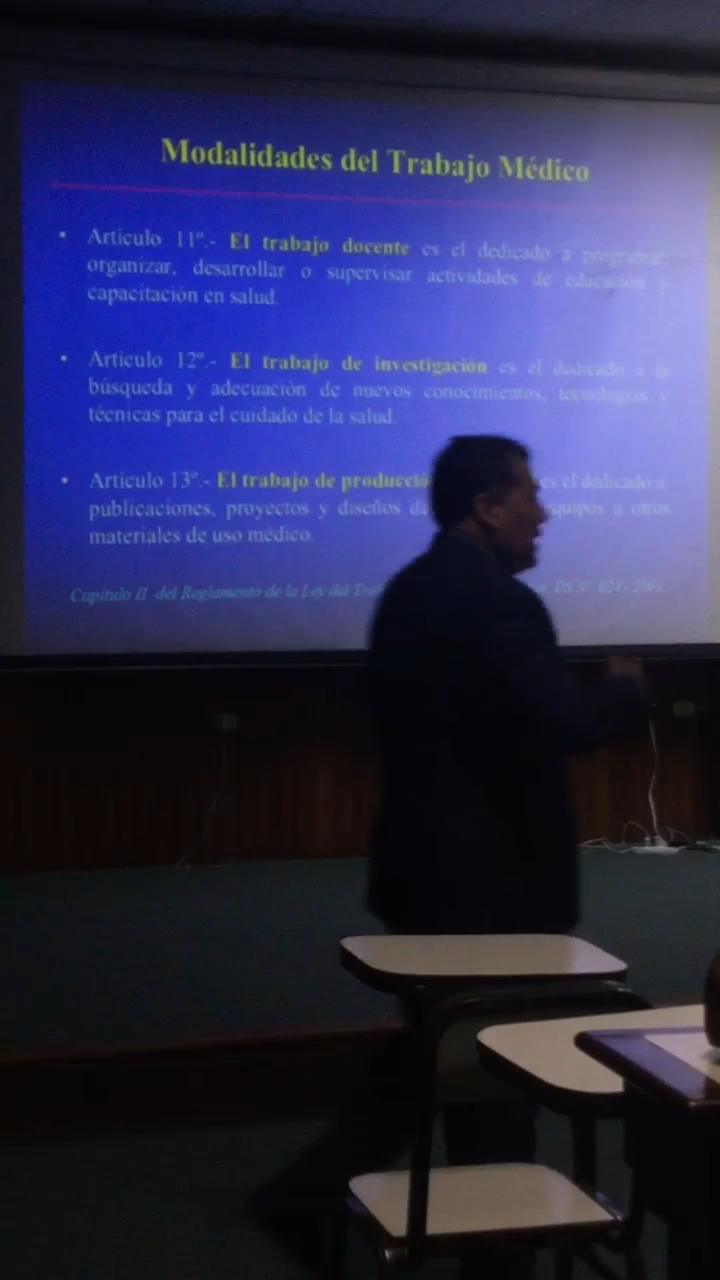 Modalidades del Trabajo Médico
• Artículo 11º.- El trabajo docente es el dedicado a programar,
organizar, desarrollar o supervisar actividades de educación y
capacitación en salud.
• Artículo 12º.- El trabajo de investigación es el dedicado a la
búsqueda y adecuación de nuevos conocimientos, tecnologías y
técnicas para el cuidado de la salud.
• Artículo 13º.- El trabajo de es el dedicado a
publicaciones, proyectos y diseños equipos u otros
materiales de uso médico.
Capítulo II del Reglamento de la Ley del DS Nº